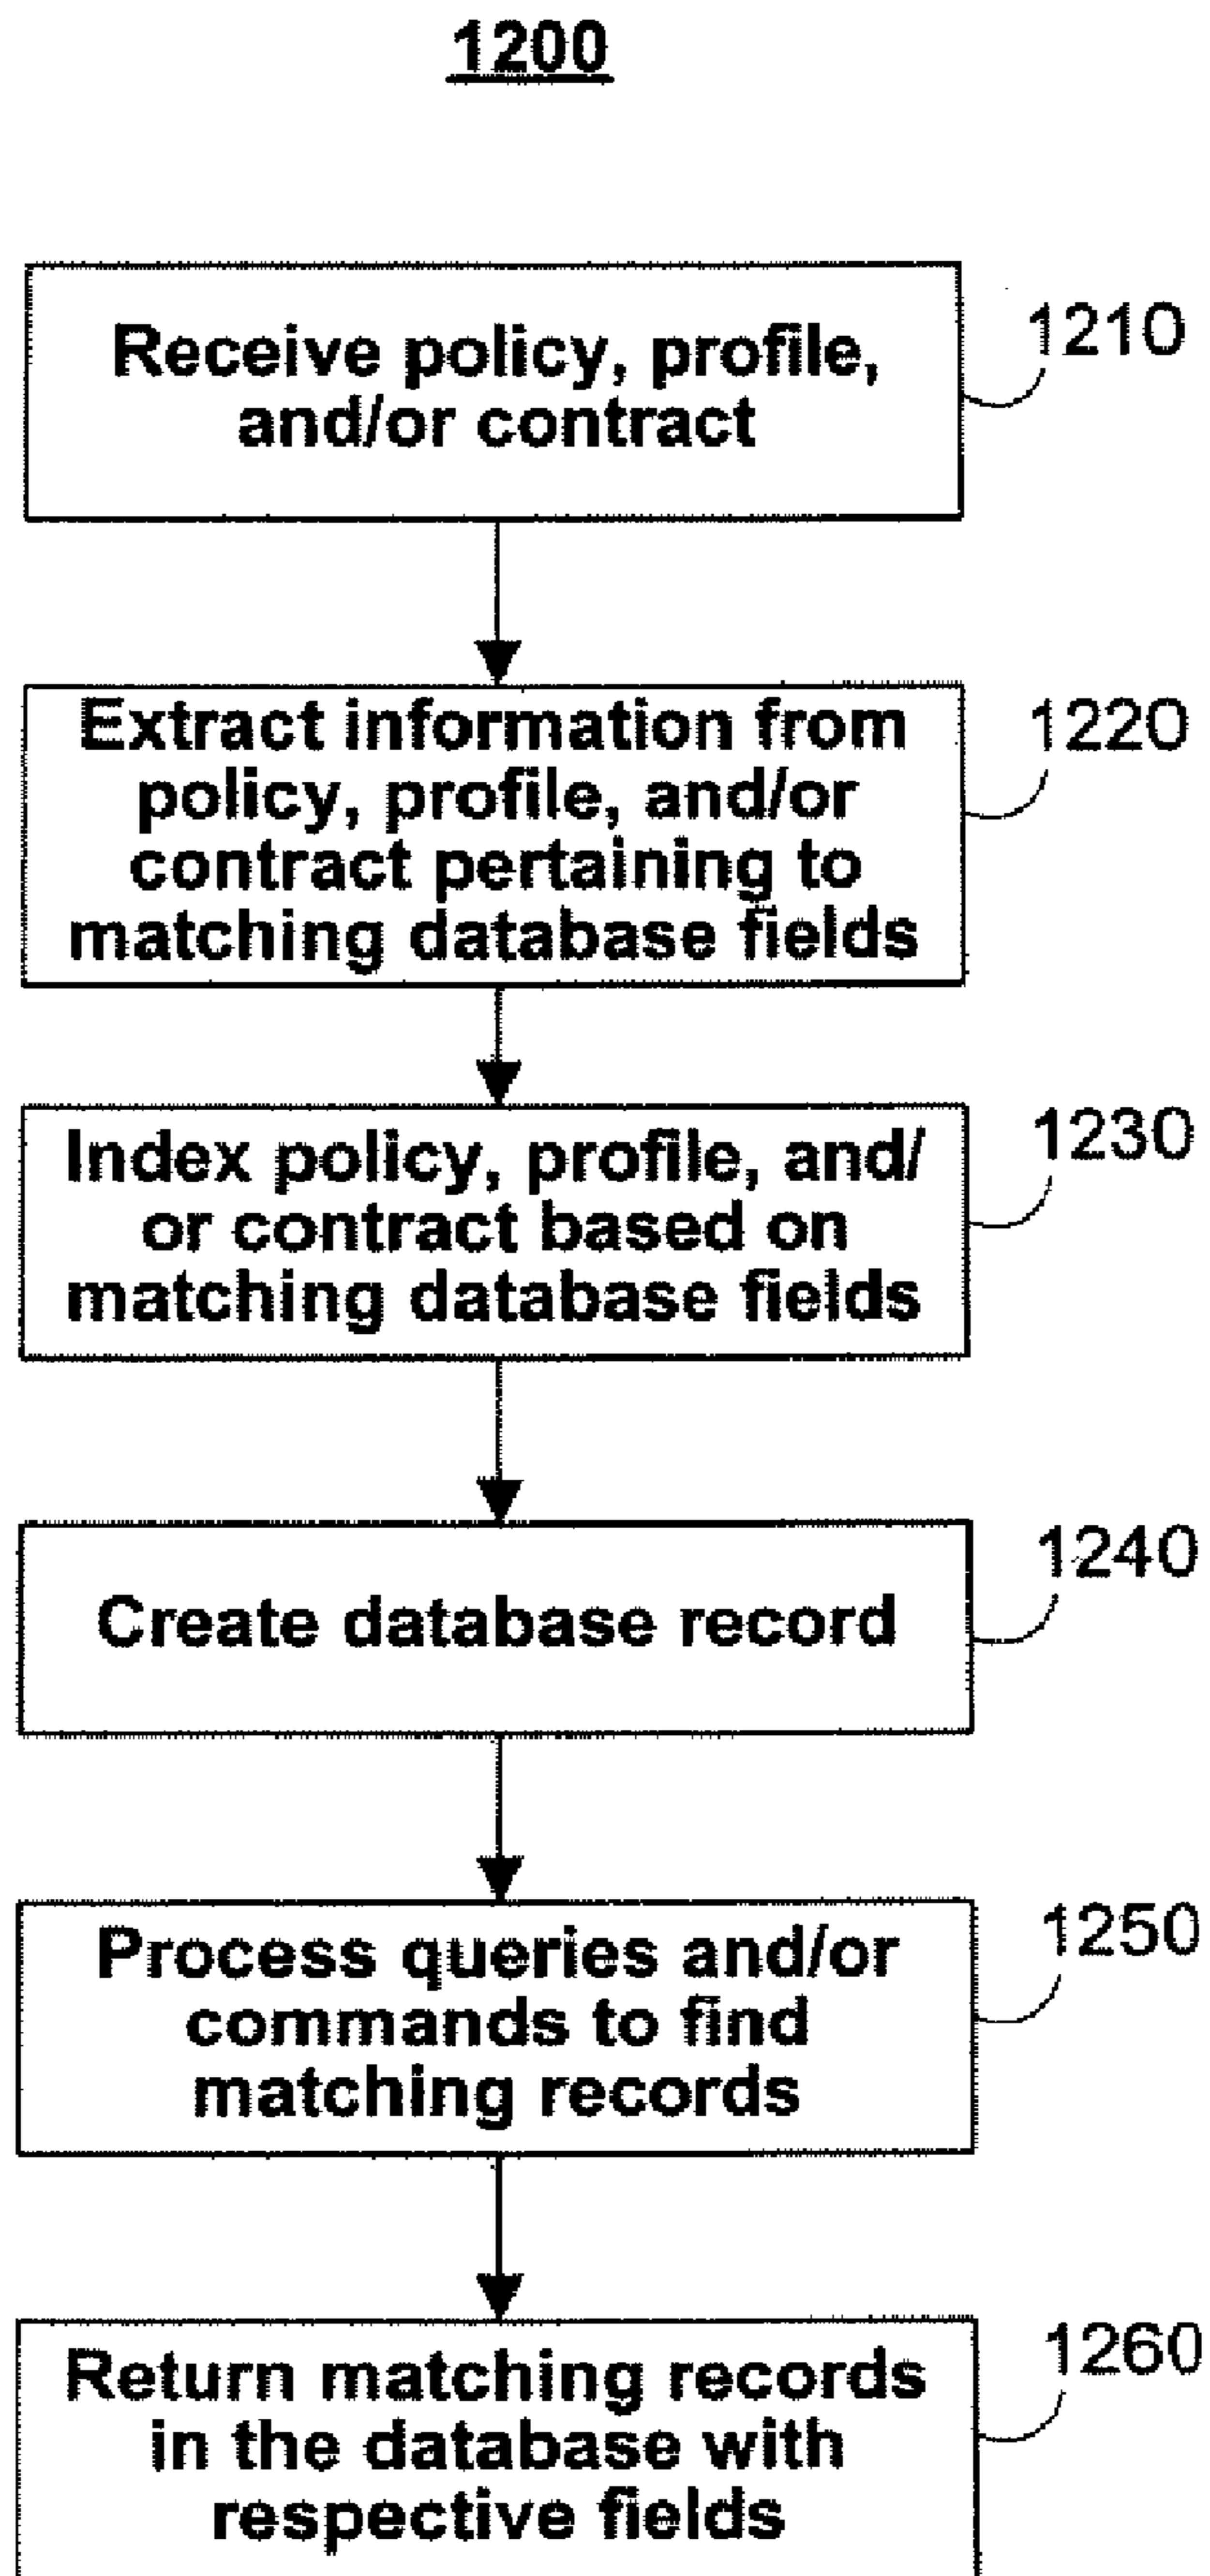 1200
Receive policy, profile,
and/or contract
1210
Extract information from
policy, profile, and/or
contract pertaining to
matching database fields
1220
Index policy, profile, and/
or contract based on
matching database fields
1230
Create database record
1240
Process queries and/or
commands to find
matching records
1250
Return matching records
in the database with
respective fields
1260